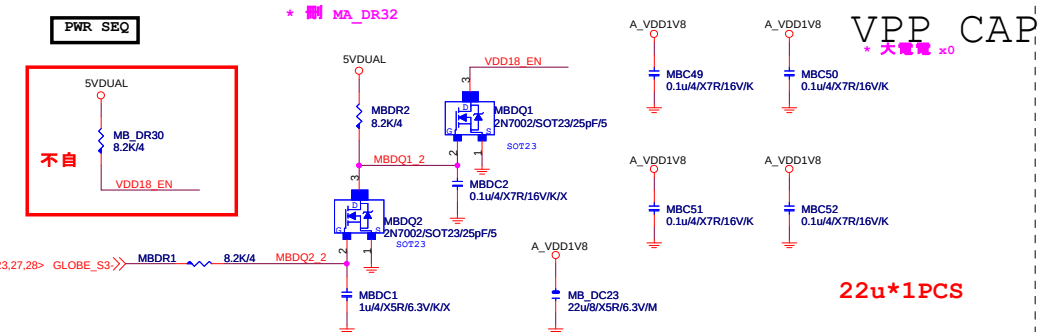 PWR SEQ
* 刪 MA_DR32
VPP CAP
* 大電電 x0
5VDUAL
MB_DR30
8.2K/4
不自
VDD18_EN
5VDUAL
MBDR2
8.2K/4
VDD18_EN
3
D
G
S
MBDQ1
2N7002/SOT23/25pF/5
SOT23
2
1
MBDQ1_2
MBDC2
0.1u/4/X7R/16V/K/X
3
D
G
S
MBDQ2
2N7002/SOT23/25pF/5
SOT23
2
1
23,27,28> GLOBE_S3-
MBDR1
8.2K/4
MBDQ2_2
MBDC1
1u/4/X5R/6.3V/K/X
A_VDD1V8
MB_DC23
22u/8/X5R/6.3V/M
A_VDD1V8
MBC49
0.1u/4/X7R/16V/K
A_VDD1V8
MBC50
0.1u/4/X7R/16V/K
A_VDD1V8
MBC51
0.1u/4/X7R/16V/K
A_VDD1V8
MBC52
0.1u/4/X7R/16V/K
22u*1PCS